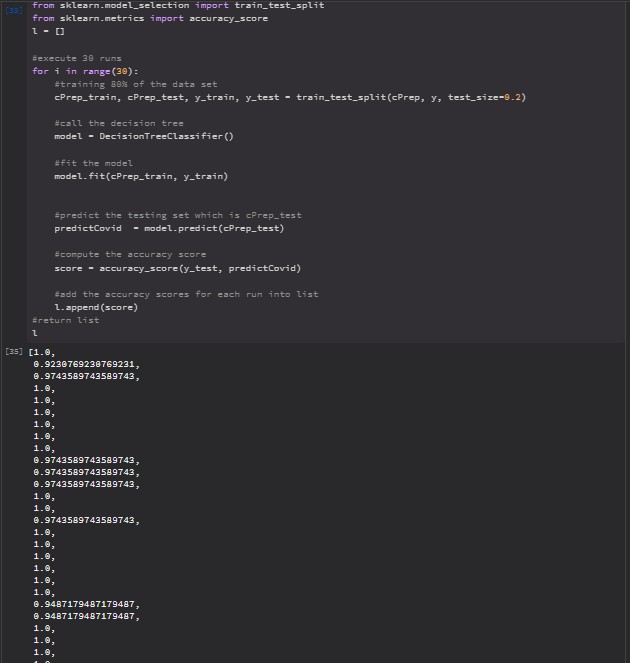 [35] from sklearn.model_selection import train_test_split
from sklearn.metrics import accuracy_score
l = []
#execute 30 runs
for i in range(30):
#training 80% of the data set
cPrep_train, cPrep_test, y_train, y_test = train_test_split(cPrep, y, test_size=0.2)
#call the decision tree
model = DecisionTreeClassifier()
#fit the model
model.fit(cPrep_train, y_train)
#predict the testing set which is cPrep_test
predictCovid = model.predict(cPrep_test)
#compute the accuracy score
score = accuracy_score(y_test, predictCovid)
#add the accuracy scores for each run into list
l.append(score)
#return list
l
[35] [1.0,
0.9230769230769231,
0.9743589743589743,
1.0,
1.0,
1.0,
1.0,
1.0,
1.0,
0.9743589743589743,
0.9743589743589743,
0.9743589743589743,
1.0,
1.0,
0.9743589743589743,
1.0,
1.0,
1.0,
1.0,
1.0,
1.0,
0.9487179487179487,
0.9487179487179487,
1.0,
1.0,
1.0,